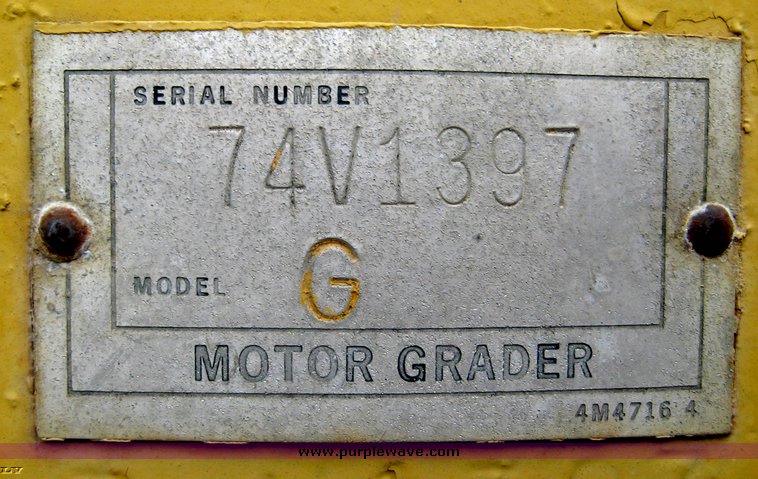 SERIAL NUMBER
74V1397
MODEL G
MOTOR GRADER
4M4716 4
www.purplewave.com